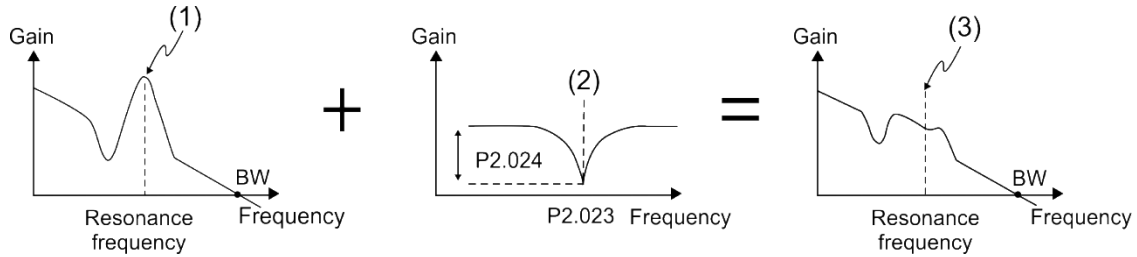 (1)
Gain
BW
Resonance
frequency
Frequency
+
Gain
(2)
P2.024
P2.023
Frequency
=
(3)
Gain
BW
Resonance
frequency
Frequency